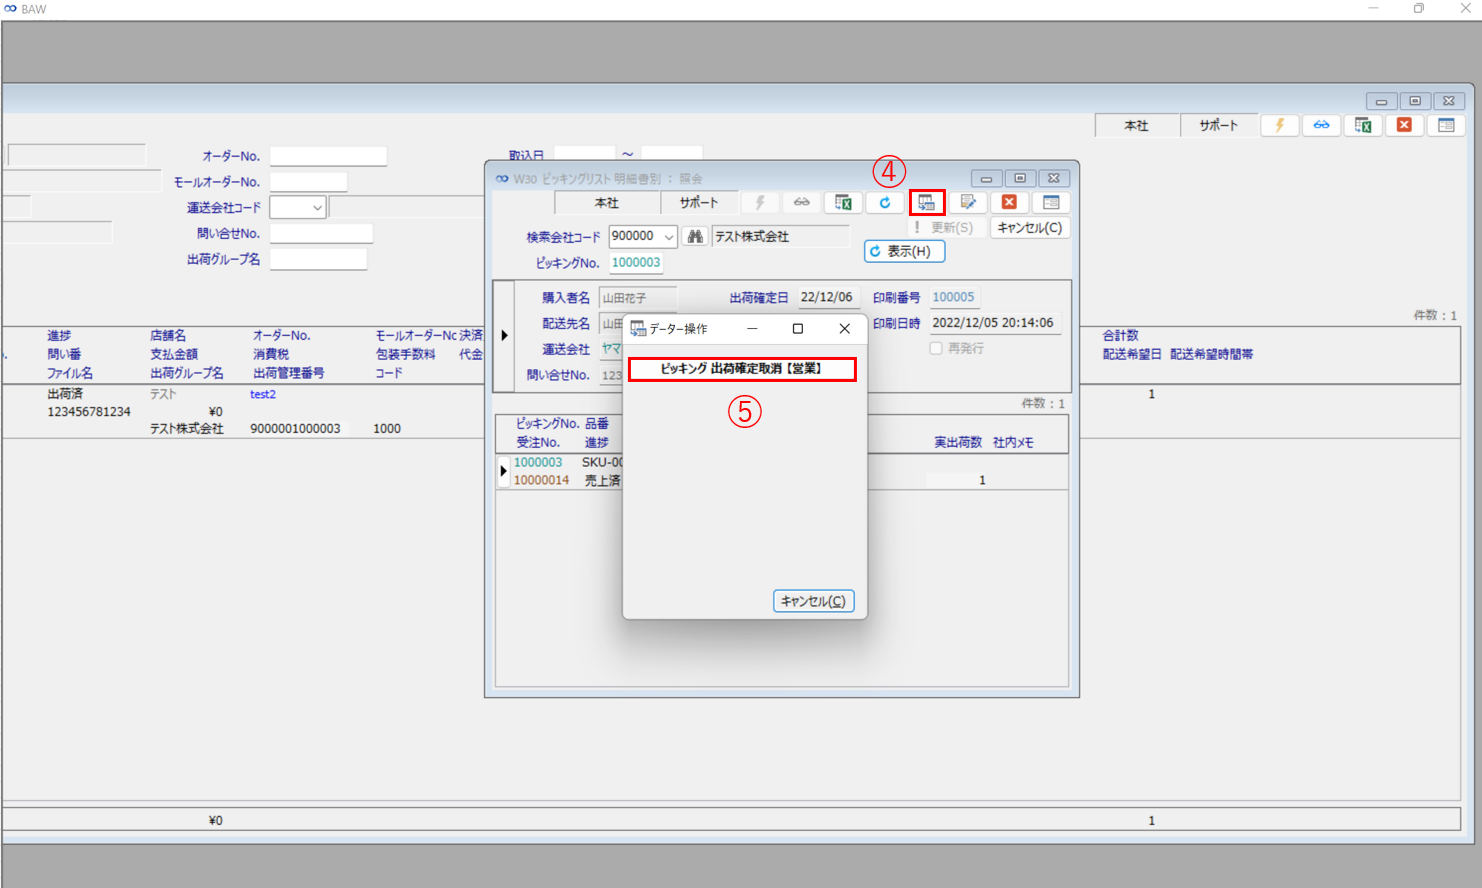 BAW
本社 サポート
オーダーNo. 取込日 ～
モールオーダーNo.
運送会社コード
問い合せNo.
出荷グループ名
件数：1
進捗 店舗名 オーダーNo. モールオーダーNo 決済 合計数
問い番 支払金額 消費税 包装手数料 代金 配送希望日 配送希望時間帯
ファイル名 出荷グループ名 出荷管理番号 コード
出荷済 テスト test2 1
123456781234 ¥0
テスト株式会社 9000001000003 1000
¥0 1
W30 ピッキングリスト 明細書別 ： 照会
④
本社 サポート
! 更新(S) キャンセル(C)
検索会社コード 900000 テスト株式会社
表示(H)
ピッキングNo. 1000003
購入者名 山田花子 出荷確定日 22/12/06 印刷番号 100005
配送先名 山田 印刷日時 2022/12/05 20:14:06
運送会社 ヤマ 再発行
問い合せNo. 123
件数：1
ピッキングNo. 品番
受注No. 進捗 実出荷数 社内メモ
1000003 SKU-00
10000014 売上済 1
データー操作
ピッキング 出荷確定取消【営業】
⑤
キャンセル(C)